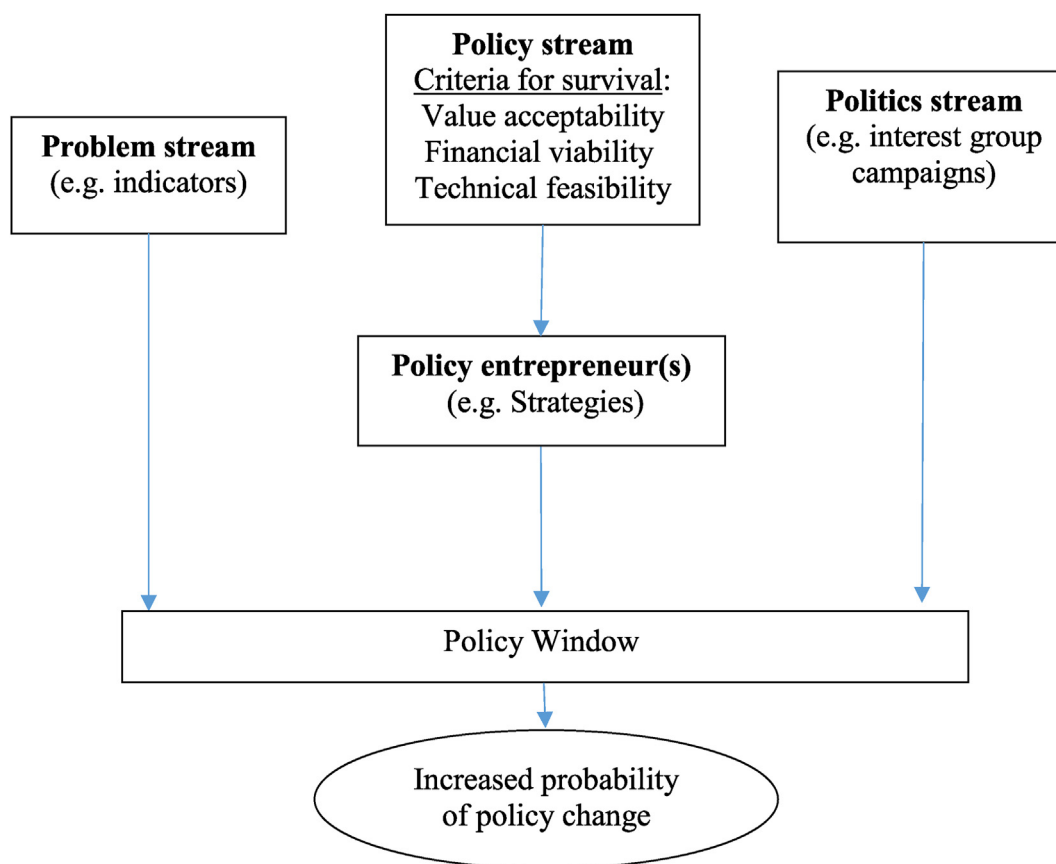 Problem stream
(e.g. indicators)
Policy stream
Criteria for survival:
Value acceptability
Financial viability
Technical feasibility
Politics stream
(e.g. interest group
campaigns)
Policy entrepreneur(s)
(e.g. Strategies)
Policy Window
Increased probability
of policy change